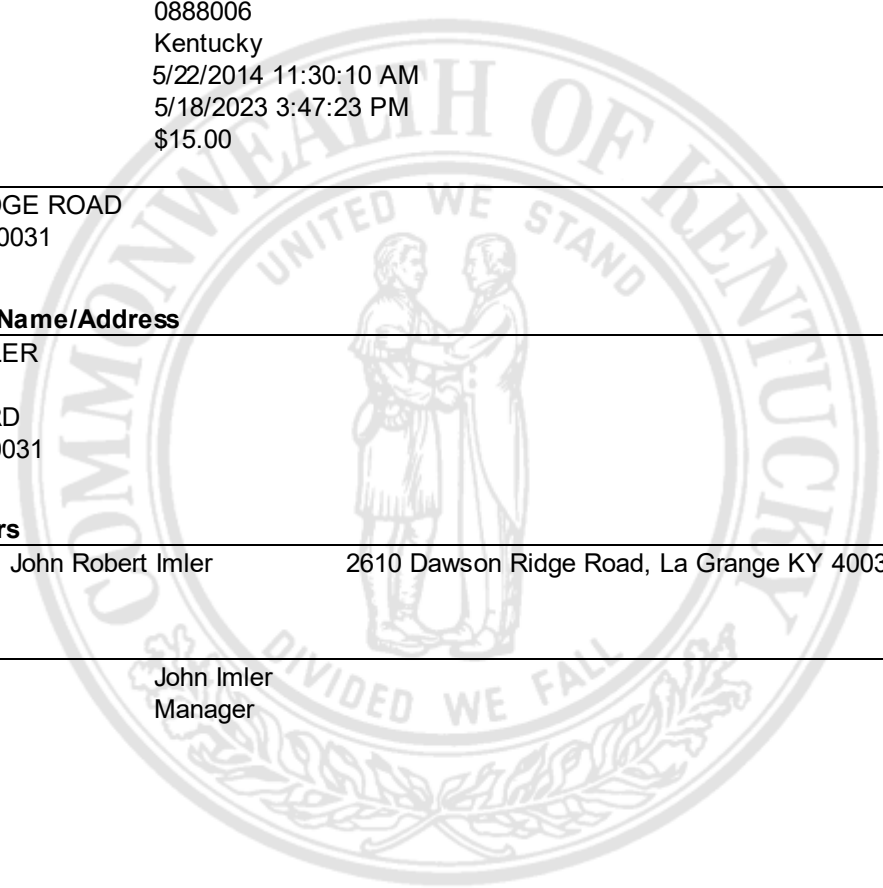 0888006
Kentucky
5/22/2014 11:30:10 AM
5/18/2023 3:47:23 PM
$15.00
GE ROAD
0031
Name/Address
ER
RD
0031
rs
John Robert Imler 2610 Dawson Ridge Road, La Grange KY 4003
John Imler
Manager
COMMONWEALTH OF KENTUCKY
UNITED WE STAND
DIVIDED WE FALL